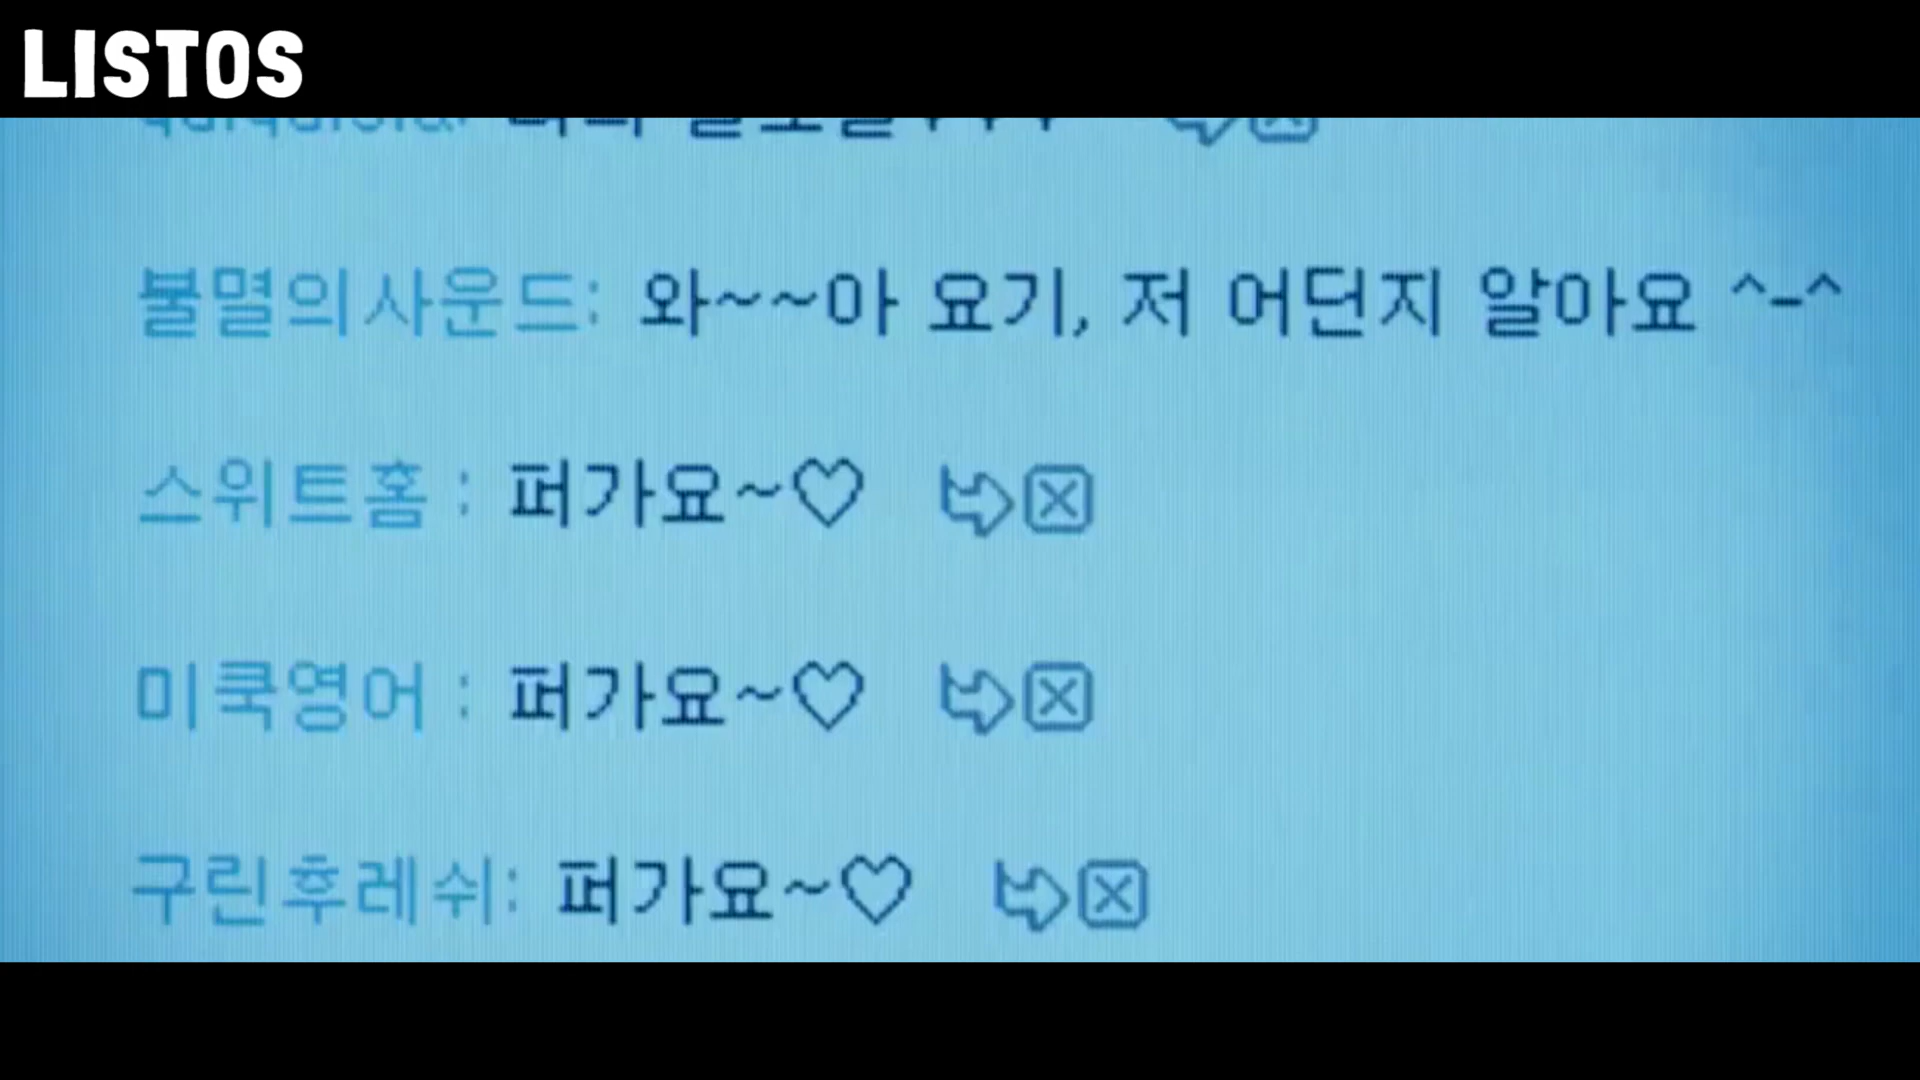 LISTOS
불멸의사운드: 와~~아 요기, 저 어딘지 알아요 ^-^
스위트홈 : 퍼가요~♡
미쿡영어 : 퍼가요~♡
구린후레쉬: 퍼가요~♡